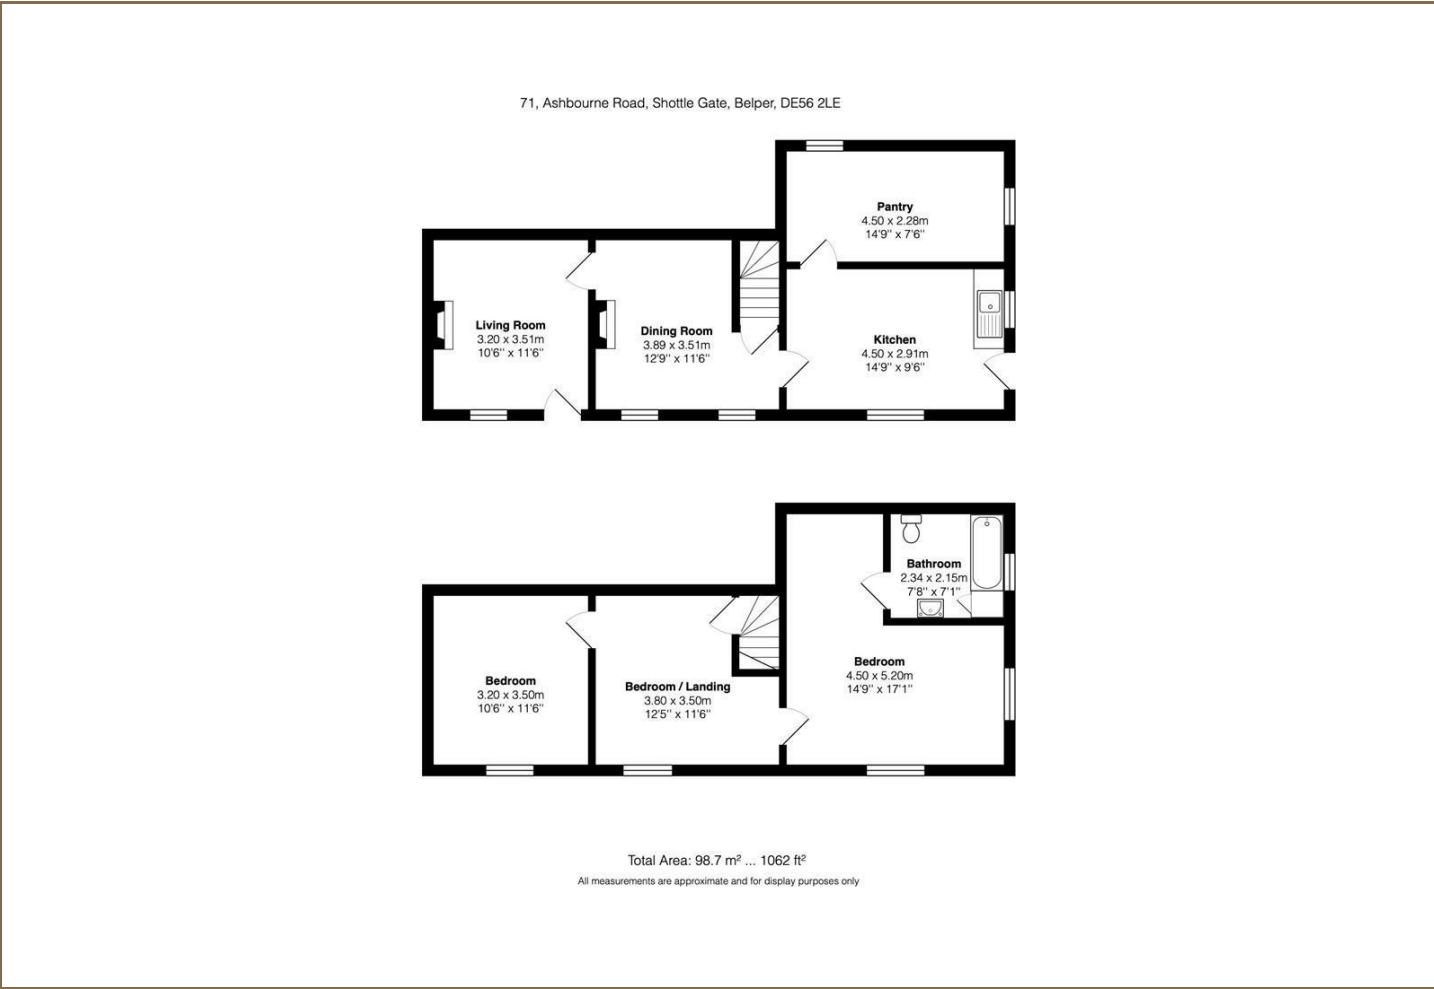 71, Ashbourne Road, Shottle Gate, Belper, DE56 2LE
Pantry
4.50 x 2.28m
14'9'' x 7'6''
Living Room
3.20 x 3.51m
10'6'' x 11'6''
Dining Room
3.89 x 3.51m
12'9'' x 11'6''
Kitchen
4.50 x 2.91m
14'9'' x 9'6''
Bathroom
2.34 x 2.15m
7'8'' x 7'1''
Bedroom
3.20 x 3.50m
10'6'' x 11'6''
Bedroom / Landing
3.80 x 3.50m
12'5'' x 11'6''
Bedroom
4.50 x 5.20m
14'9'' x 17'1''
Total Area: 98.7 m² ... 1062 ft²
All measurements are approximate and for display purposes only